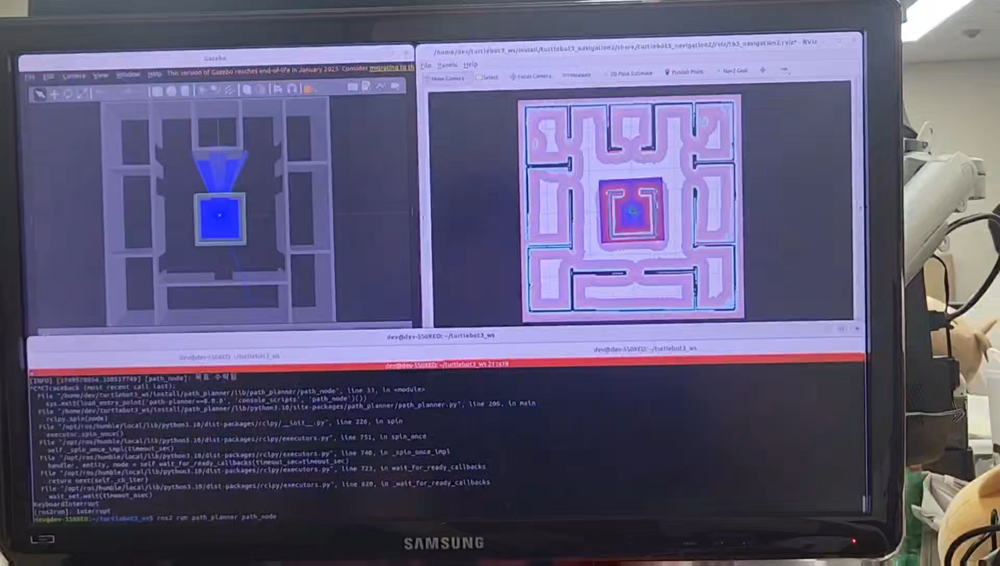 Gazebo
Edit Camera View Window Help This version of Gazebo reaches end-of-life in January 2025. Consider migrating to th
/home/dev/turtlebot3_ws/install/turtlebot3_navigation2/share/turtlebot3_navigation2/rviz/tb3_navigation2.rviz* - RViz
File Panels Help
Move Camera Select Focus Camera Measure 2D Pose Estimate Publish Point Nav2 Goal
dev@dev-550XED: ~/turtlebot3_ws
dev@dev-550XED: ~/turtlebot3_ws
dev@dev-550XED: ~/turtlebot3_ws
dev@dev-550XED: ~/turtlebot3_ws 211x19
[path_node]: 목표 수락됨
^C^CTraceback (most recent call last):
File "/home/dev/turtlebot3_ws/install/path_planner/lib/path_planner/path_node", line 33, in <module>
sys.exit(load_entry_point('path-planner==0.0.0', 'console_scripts', 'path_node')())
File "/home/dev/turtlebot3_ws/install/path_planner/lib/python3.10/site-packages/path_planner/path_planner.py", line 206, in main
rclpy.spin(node)
File "/opt/ros/humble/local/lib/python3.10/dist-packages/rclpy/__init__.py", line 226, in spin
executor.spin_once()
File "/opt/ros/humble/local/lib/python3.10/dist-packages/rclpy/executors.py", line 751, in spin_once
self._spin_once_impl(timeout_sec)
File "/opt/ros/humble/local/lib/python3.10/dist-packages/rclpy/executors.py", line 740, in _spin_once_impl
handler, entity, node = self.wait_for_ready_callbacks(timeout_sec=timeout_sec)
File "/opt/ros/humble/local/lib/python3.10/dist-packages/rclpy/executors.py", line 723, in wait_for_ready_callbacks
return next(self._cb_iter)
File "/opt/ros/humble/local/lib/python3.10/dist-packages/rclpy/executors.py", line 620, in _wait_for_ready_callbacks
wait_set.wait(timeout_nsec)
KeyboardInterrupt
[ros2run]: Interrupt
dev@dev-550XED:~/turtlebot3_ws$ ros2 run path_planner path_node
SAMSUNG